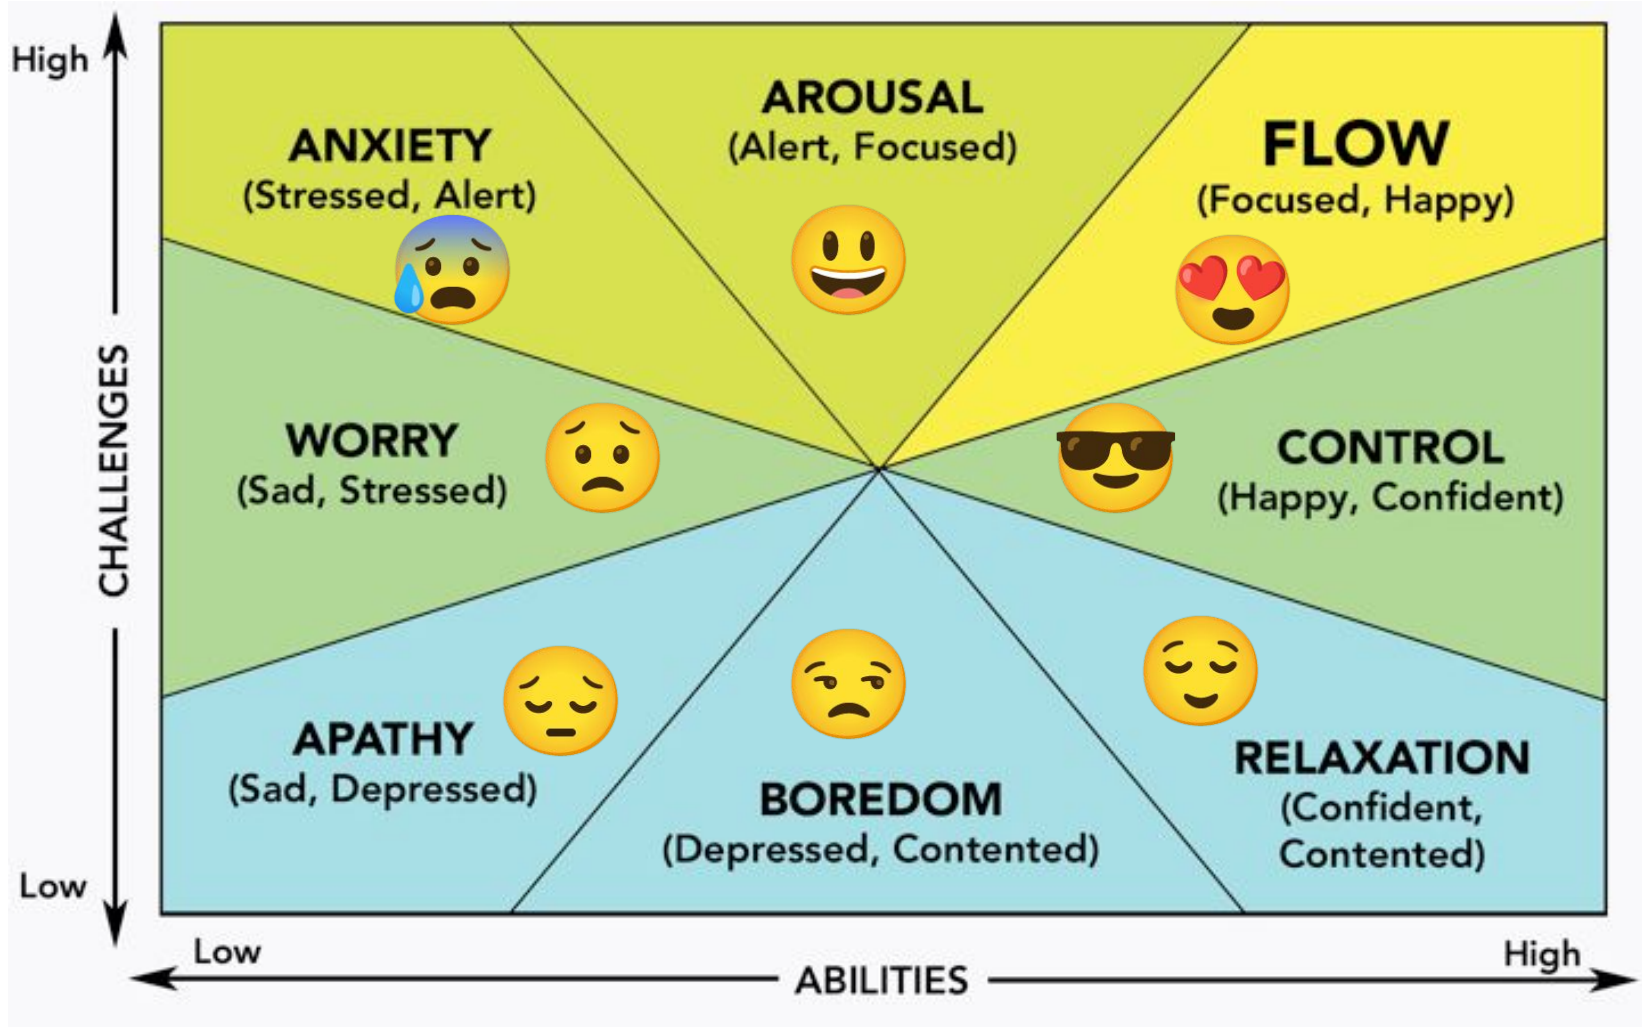 High
ANXIETY
(Stressed, Alert)
AROUSAL
(Alert, Focused)
FLOW
(Focused, Happy)
CHALLENGES
WORRY
(Sad, Stressed)
CONTROL
(Happy, Confident)
APATHY
(Sad, Depressed)
BOREDOM
(Depressed, Contented)
RELAXATION
(Confident,
Contented)
Low
Low
ABILITIES
High